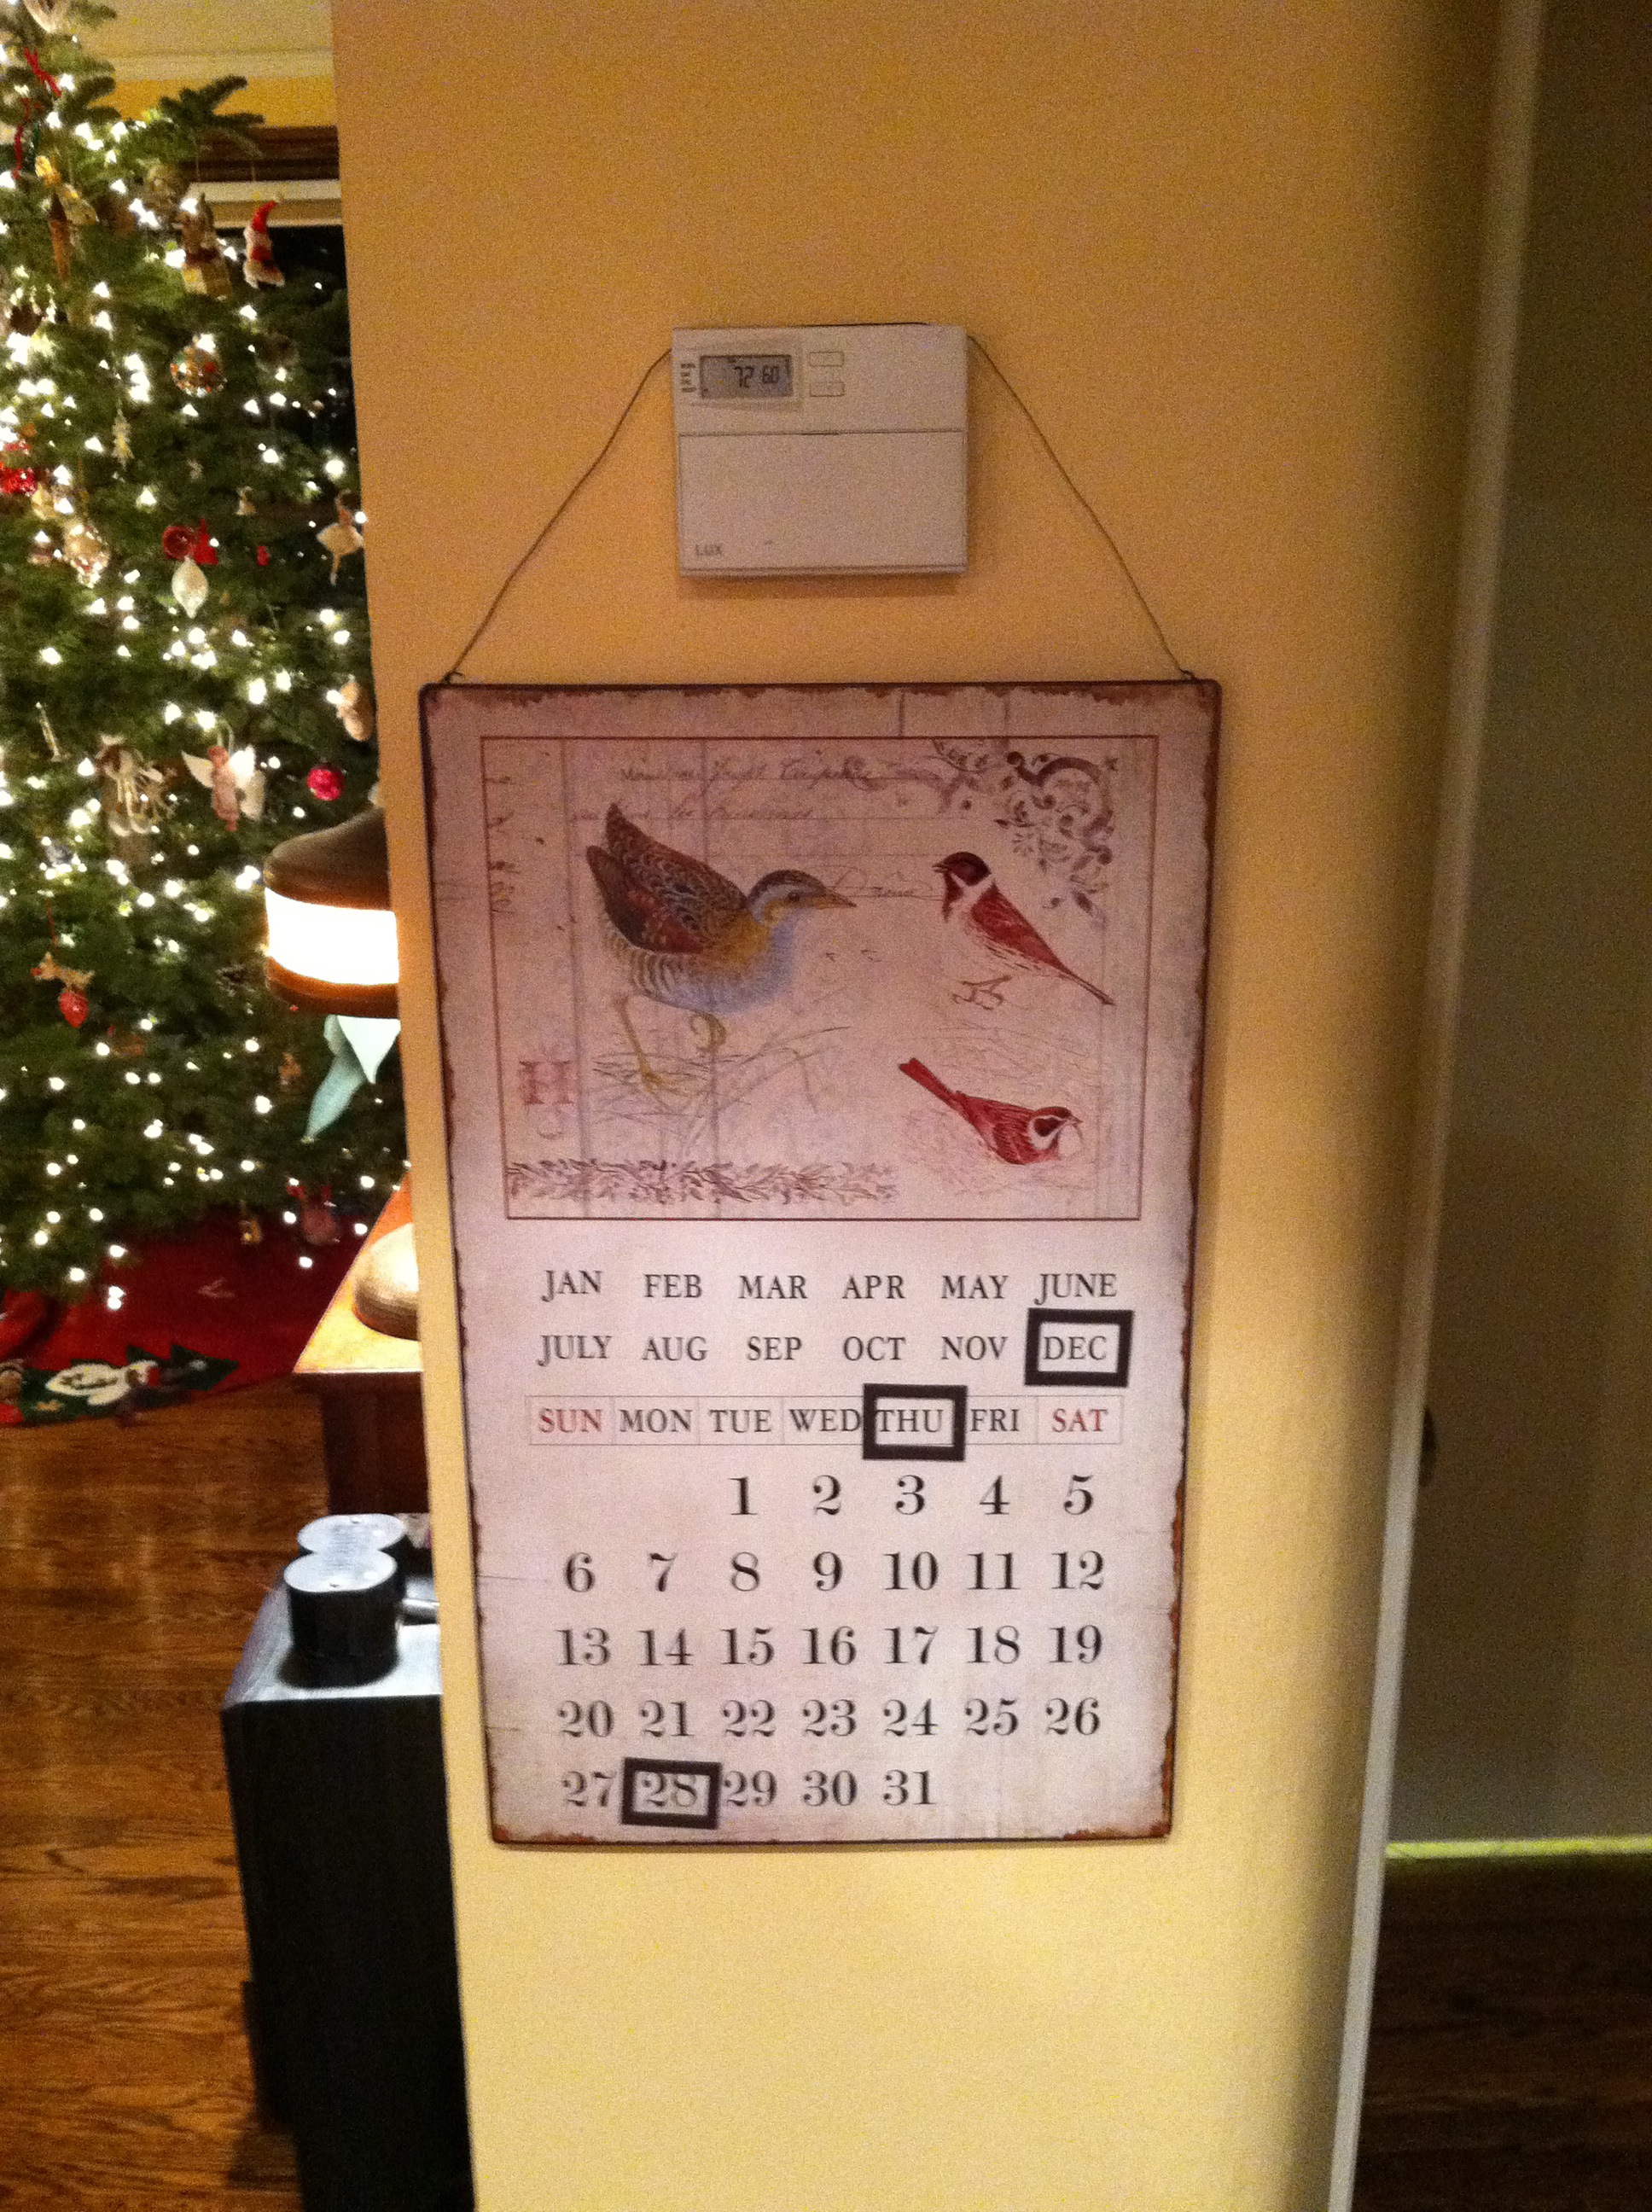 72 60
LUX
H
JAN FEB MAR APR MAY JUNE
JULY AUG SEP OCT NOV DEC
SUN MON TUE WED THU FRI SAT
1 2 3 4 5
6 7 8 9 10 11 12
13 14 15 16 17 18 19
20 21 22 23 24 25 26
27 28 29 30 31